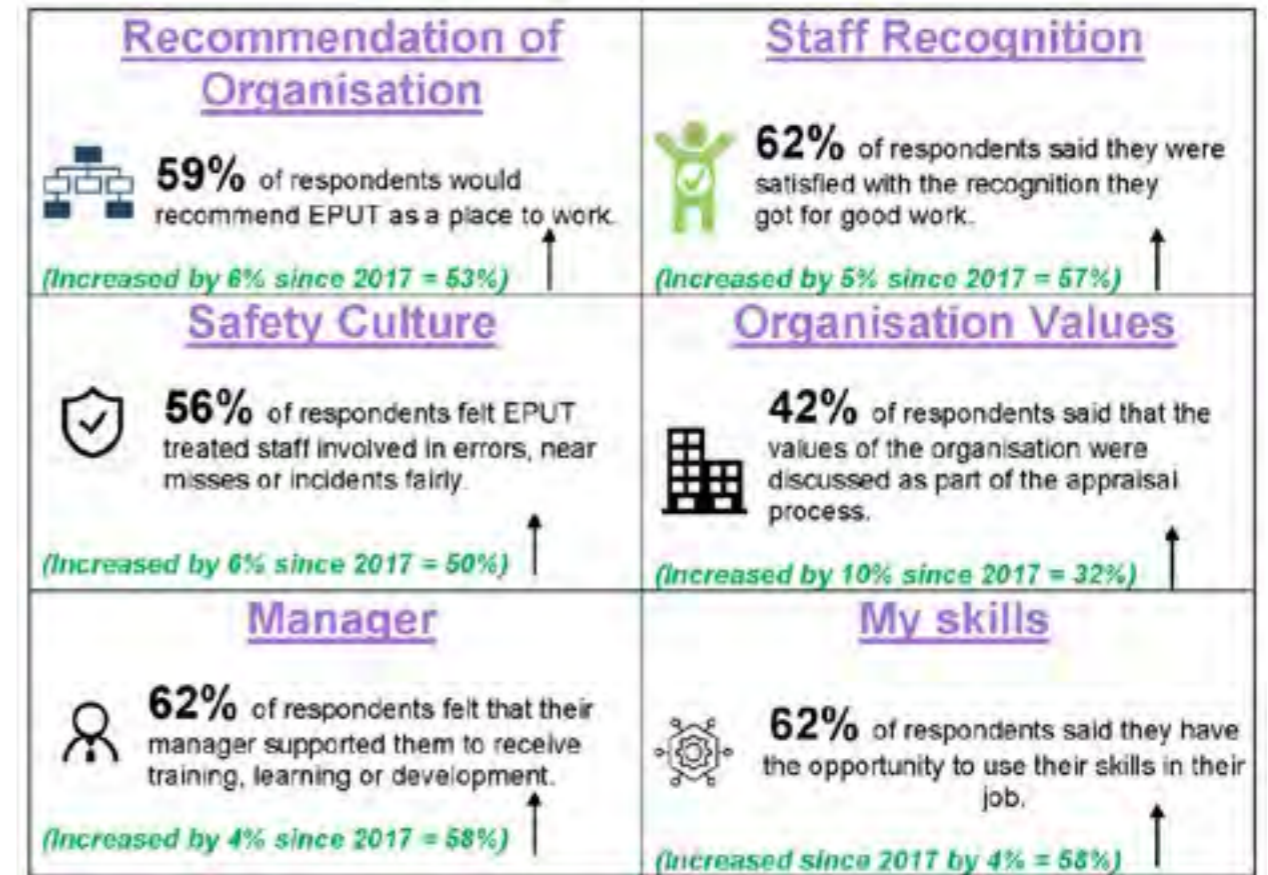 Recommendation of
Organisation
59% of respondents would
recommend EPUT as a place to work.
(Increased by 6% since 2017 = 53%)
Staff Recognition
62% of respondents said they were
satisfied with the recognition they
got for good work.
(Increased by 5% since 2017 = 57%)
Safety Culture
56% of respondents felt EPUT
treated staff involved in errors, near
misses or incidents fairly.
(Increased by 6% since 2017 = 50%)
Organisation Values
42% of respondents said that the
values of the organisation were
discussed as part of the appraisal
process.
(Increased by 10% since 2017 = 32%)
Manager
62% of respondents felt that their
manager supported them to receive
training, learning or development.
(Increased by 4% since 2017 = 58%)
My skills
62% of respondents said they have
the opportunity to use their skills in their
job.
(Increased since 2017 by 4% = 58%)